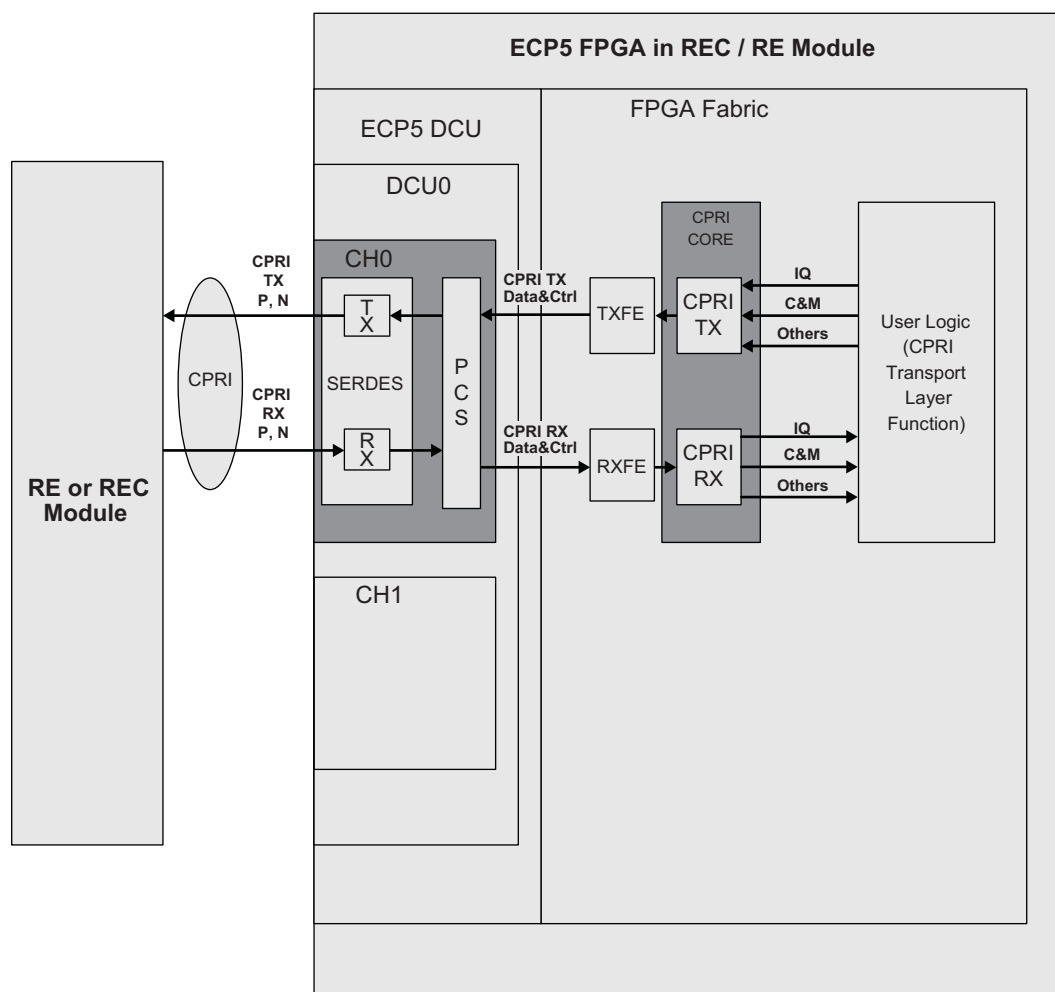 ECP5 FPGA in REC / RE Module
FPGA Fabric
ECP5 DCU
DCU0
CH0
CPRI
CORE
CPRI
TX
P, N
T
X
CPRI TX
Data&Ctrl
TXFE
CPRI
TX
IQ
C&M
Others
User Logic
(CPRI
Transport
Layer
Function)
CPRI
SERDES
P
C
S
CPRI
RX
P, N
R
X
CPRI RX
Data&Ctrl
RXFE
CPRI
RX
IQ
C&M
Others
RE or REC
Module
CH1